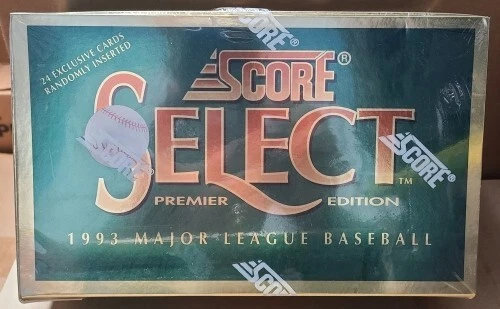 24 EXCLUSIVE CARDS
RANDOMLY INSERTED
SCORE®
SELECT™
PREMIER EDITION
1993 MAJOR LEAGUE BASEBALL
SCORE
SCORE®
SCORE